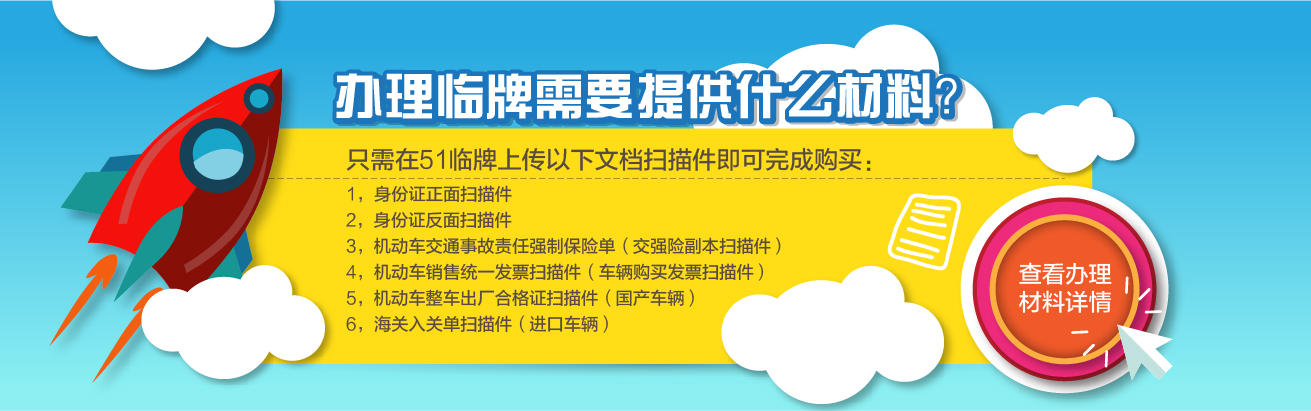 办理临牌需要提供什么材料?
只需在51临牌上传以下文档扫描件即可完成购买：
1，身份证正面扫描件
2，身份证反面扫描件
3，机动车交通事故责任强制保险单（交强险副本扫描件）
4，机动车销售统一发票扫描件（车辆购买发票扫描件）
5，机动车整车出厂合格证扫描件（国产车辆）
6，海关入关单扫描件（进口车辆）
查看办理
材料详情